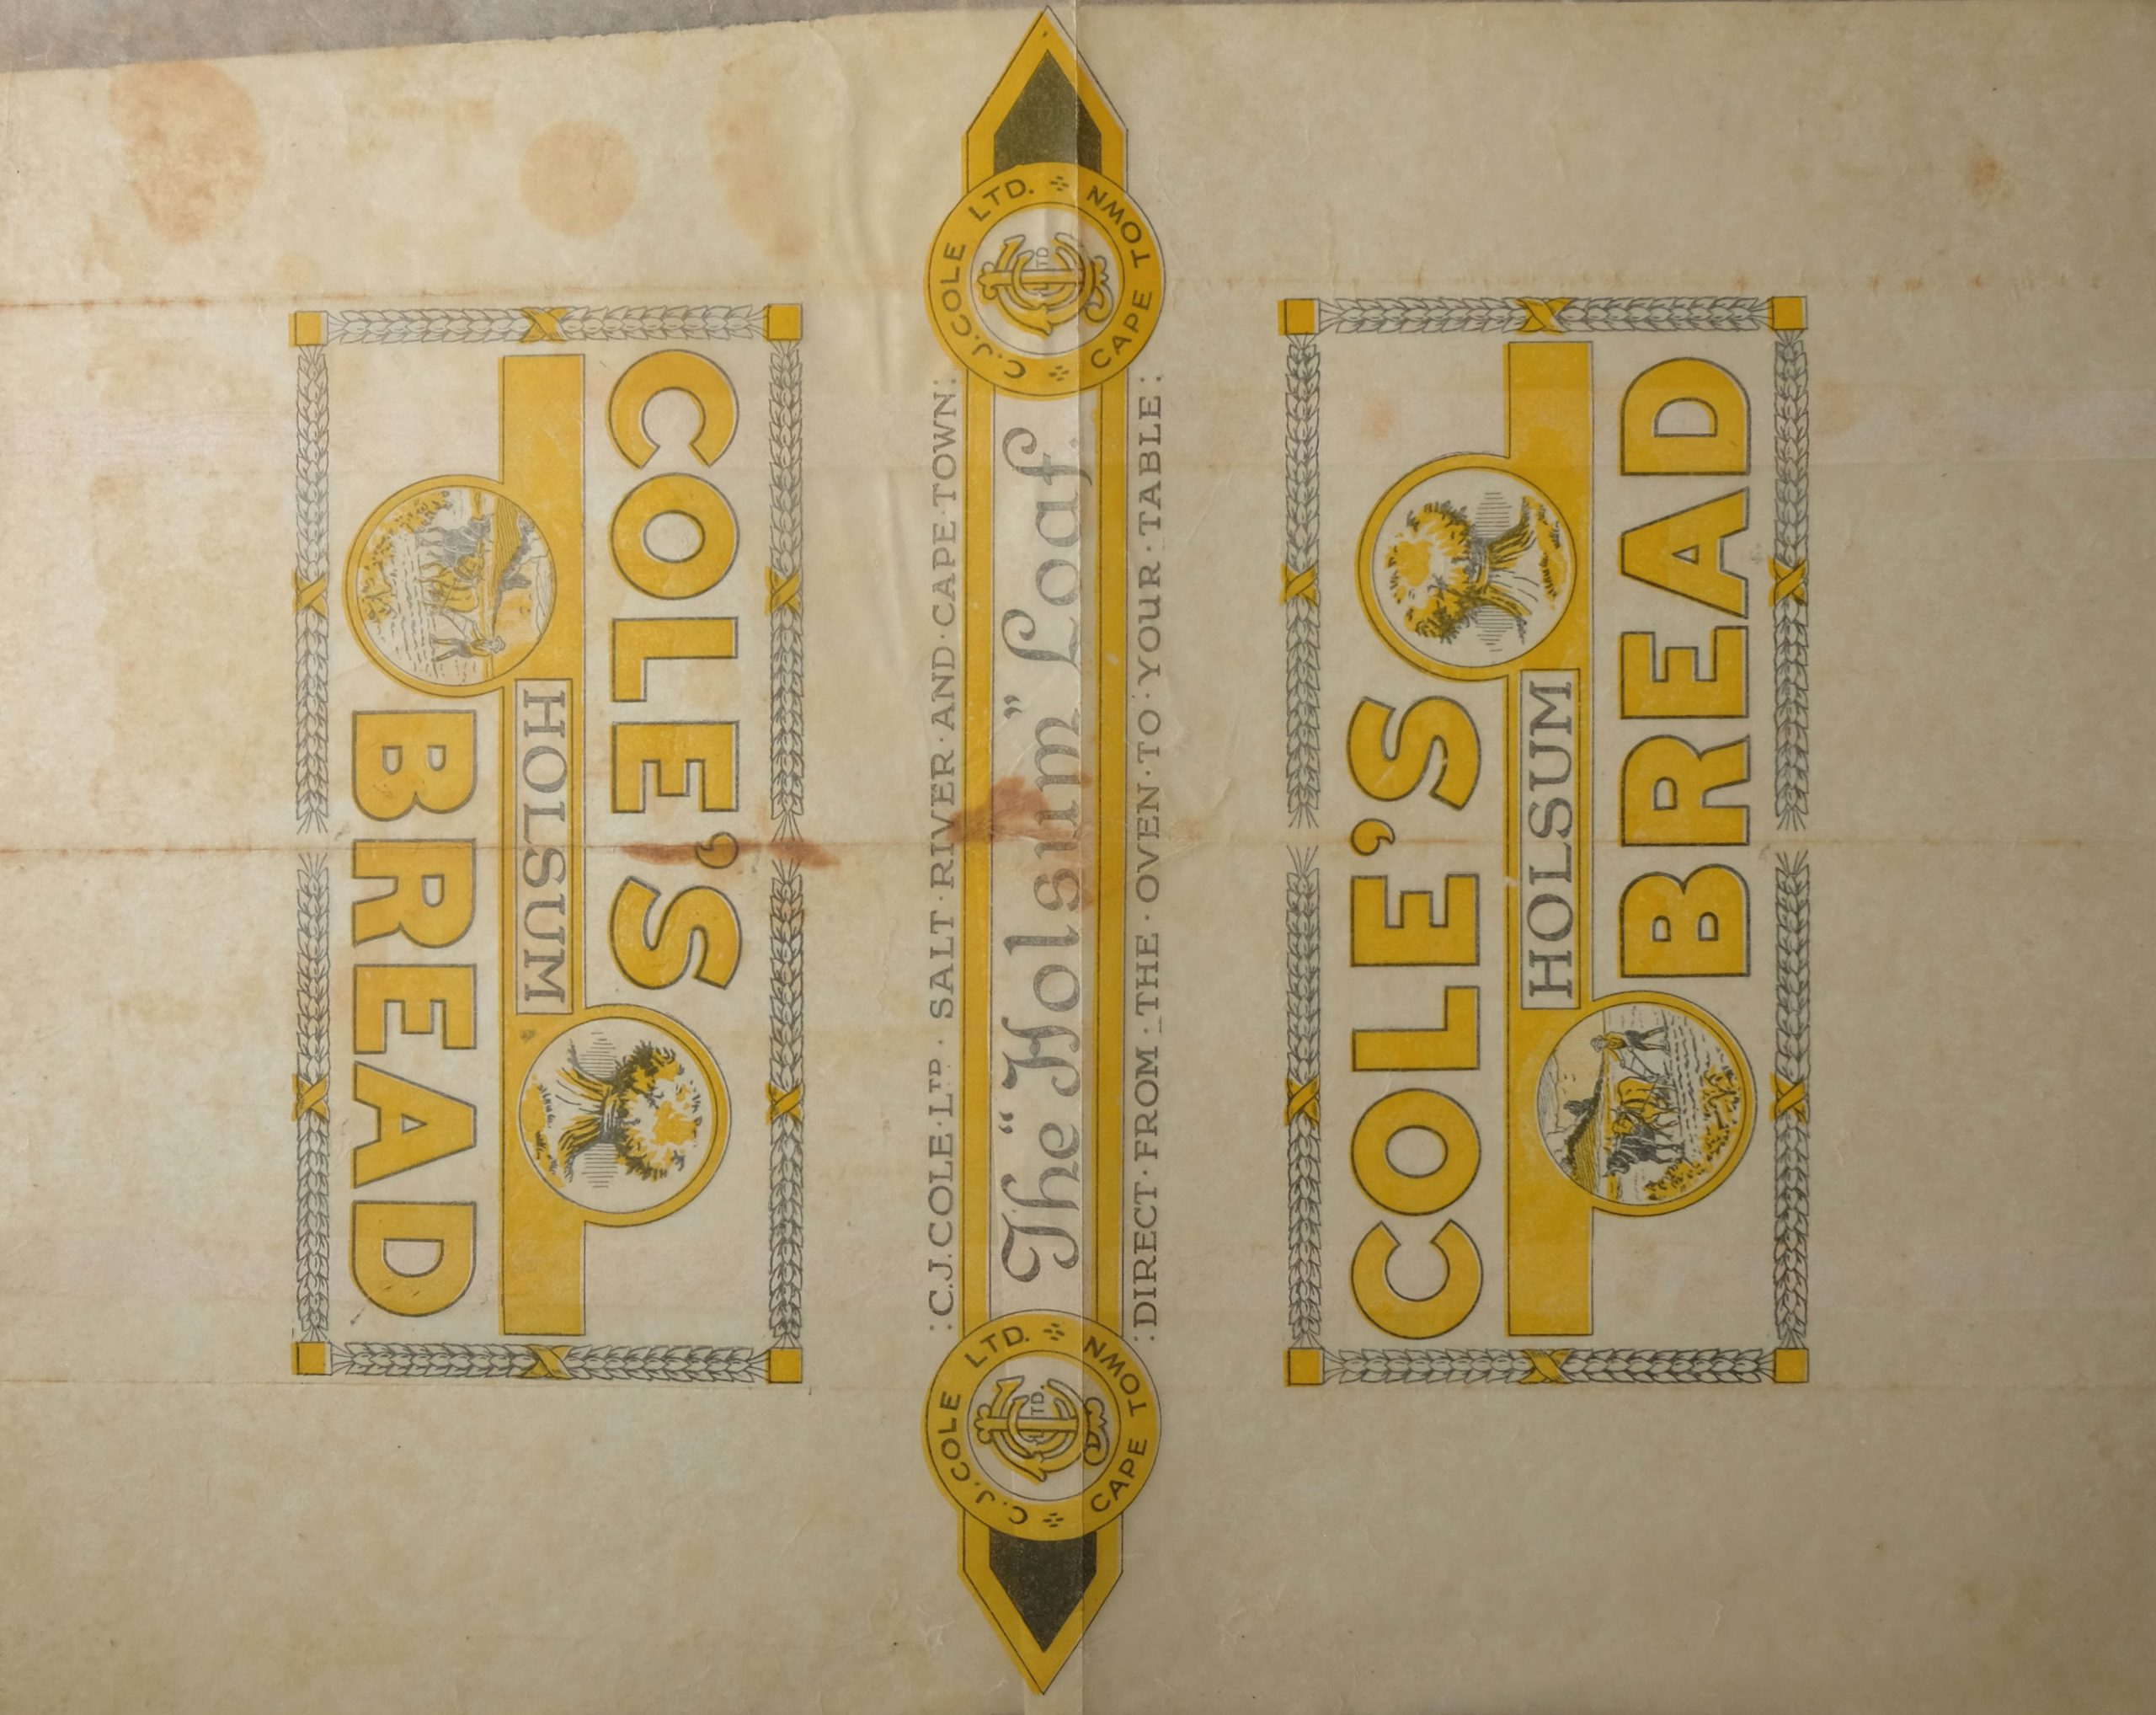 COLE'S
HOLSUM
BREAD
:C.J.COLE·LTD· SALT·RIVER·AND·CAPE·TOWN:
C.J.COLE LTD.
CAPE TOWN
The "Holsum" Loaf.
C.J.COLE LTD.
CAPE TOWN
:DIRECT·FROM·THE·OVEN·TO·YOUR·TABLE:
COLE'S
HOLSUM
BREAD